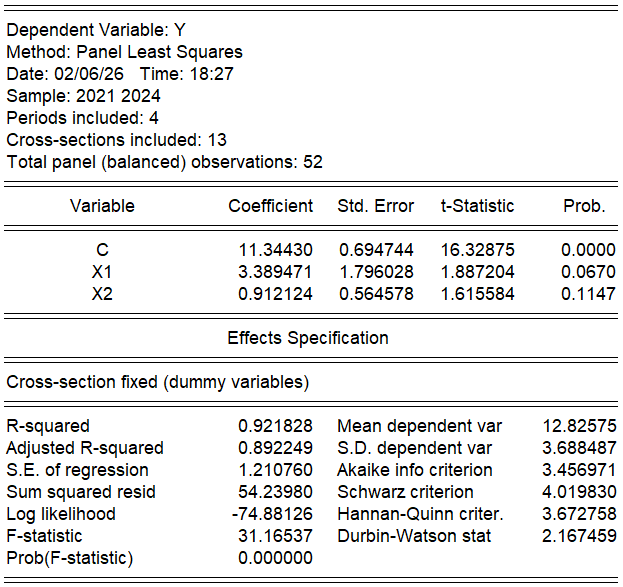 Dependent Variable: Y
Method: Panel Least Squares
Date: 02/06/26 Time: 18:27
Sample: 2021 2024
Periods included: 4
Cross-sections included: 13
Total panel (balanced) observations: 52
Variable Coefficient Std. Error t-Statistic Prob.
C 11.34430 0.694744 16.32875 0.0000
X1 3.389471 1.796028 1.887204 0.0670
X2 0.912124 0.564578 1.615584 0.1147
Effects Specification
Cross-section fixed (dummy variables)
R-squared 0.921828 Mean dependent var 12.82575
Adjusted R-squared 0.892249 S.D. dependent var 3.688487
S.E. of regression 1.210760 Akaike info criterion 3.456971
Sum squared resid 54.23980 Schwarz criterion 4.019830
Log likelihood -74.88126 Hannan-Quinn criter. 3.672758
F-statistic 31.16537 Durbin-Watson stat 2.167459
Prob(F-statistic) 0.000000